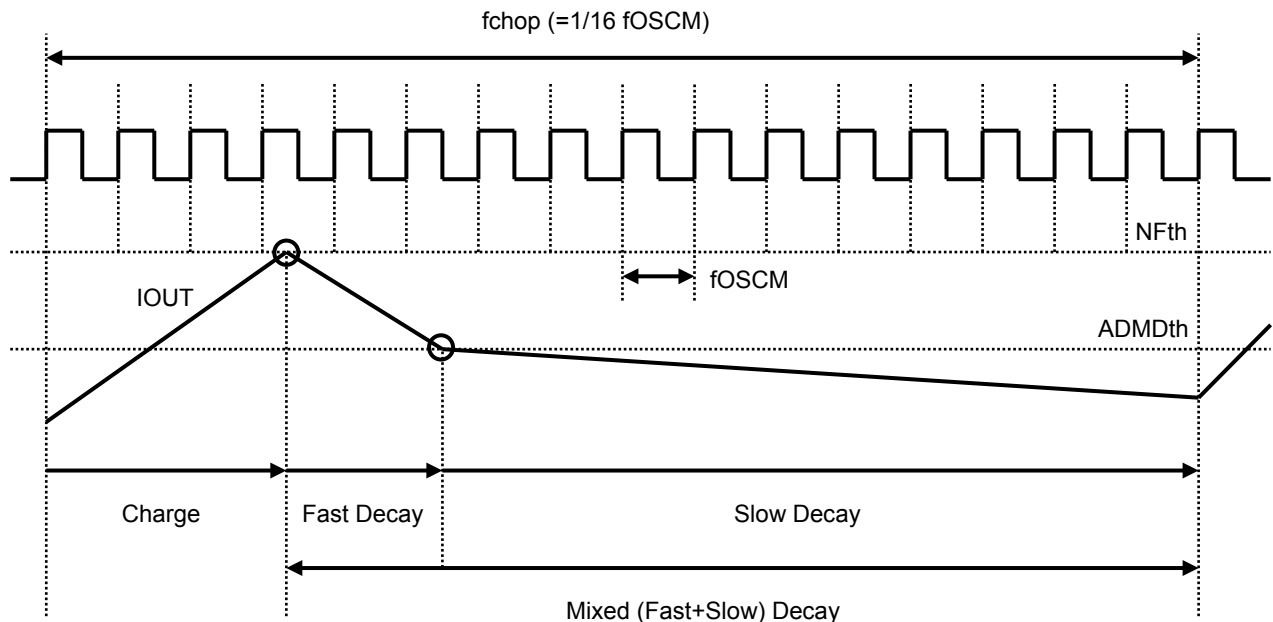 fchop (=1/16 fOSCM)
NFth
fOSCM
IOUT
ADMDth
Charge
Fast Decay
Slow Decay
Mixed (Fast+Slow) Decay